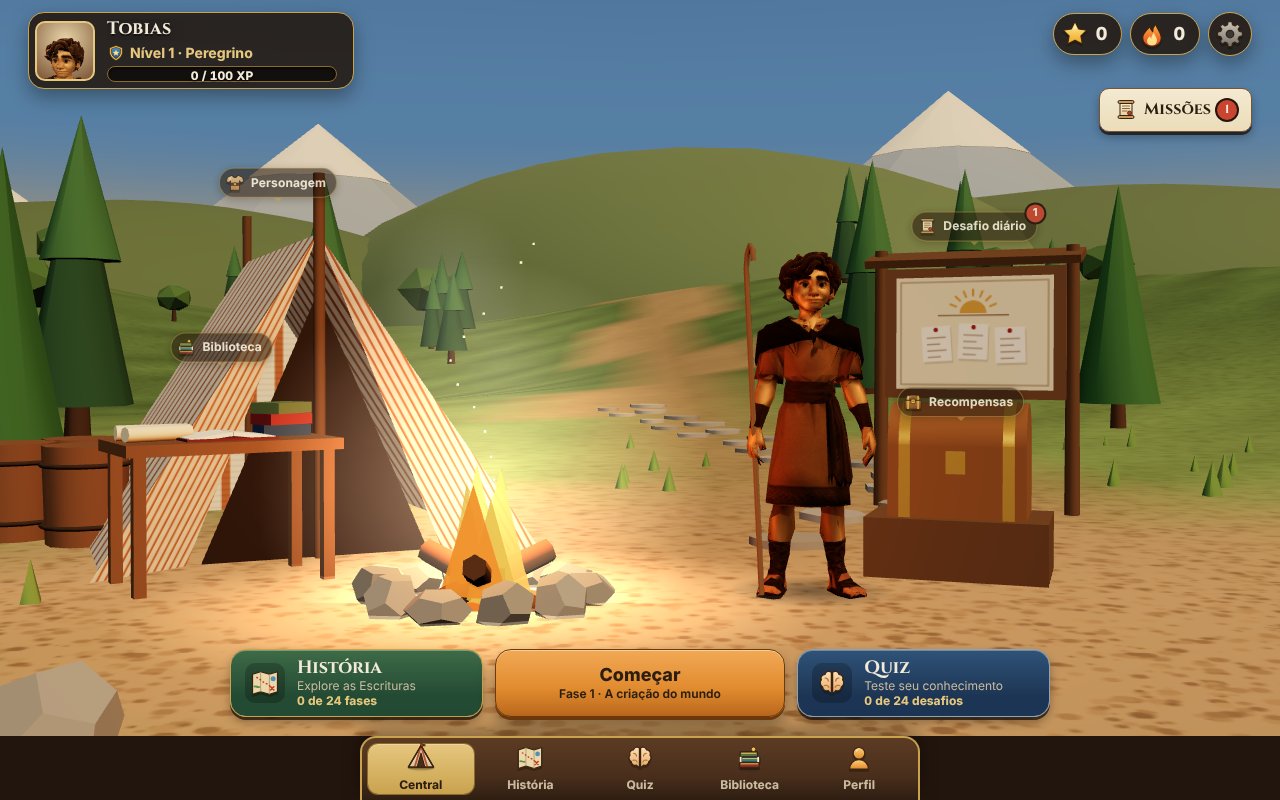 TOBIAS
Nível 1 · Peregrino
0 / 100 XP
0
0
MISSÕES
1
Personagem
Desafio diário
1
Biblioteca
Recompensas
HISTÓRIA
Explore as Escrituras
0 de 24 fases
Começar
Fase 1 · A criação do mundo
QUIZ
Teste seu conhecimento
0 de 24 desafios
Central
História
Quiz
Biblioteca
Perfil